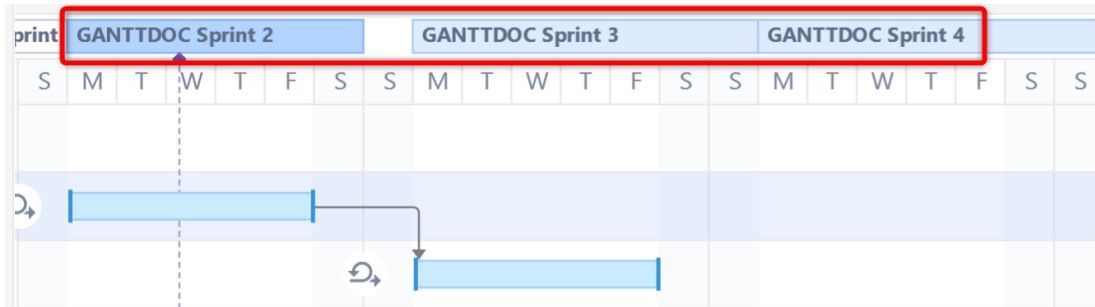 print GANTTDOC Sprint 2 GANTTDOC Sprint 3 GANTTDOC Sprint 4
S M T W T F S S M T W T F S S M T W T F S S